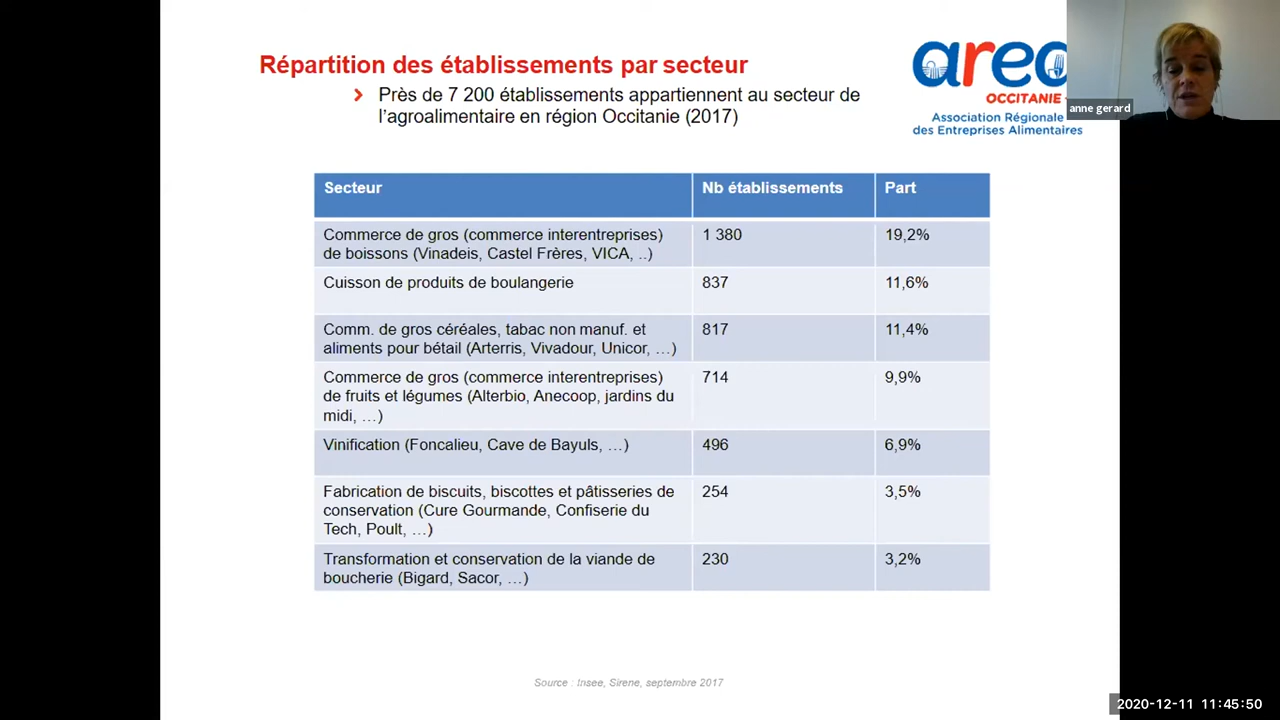 Répartition des établissements par secteur
Près de 7 200 établissements appartiennent au secteur de
l'agroalimentaire en région Occitanie (2017)
OCCITANIE
Association Régionale
des Entreprises Alimentaires
anne gerard
Secteur Nb établissements Part
Commerce de gros (commerce interentreprises) 1 380 19,2%
de boissons (Vinadeis, Castel Frères, VICA, ..)
Cuisson de produits de boulangerie 837 11,6%
Comm. de gros céréales, tabac non manuf. et 817 11,4%
aliments pour bétail (Arterris, Vivadour, Unicor, …)
Commerce de gros (commerce interentreprises) 714 9,9%
de fruits et légumes (Alterbio, Anecoop, jardins du
midi, …)
Vinification (Foncalieu, Cave de Bayuls, …) 496 6,9%
Fabrication de biscuits, biscottes et pâtisseries de 254 3,5%
conservation (Cure Gourmande, Confiserie du
Tech, Poult, …)
Transformation et conservation de la viande de 230 3,2%
boucherie (Bigard, Sacor, …)
Source : Insee, Sirene, septembre 2017
2020-12-11 11:45:50